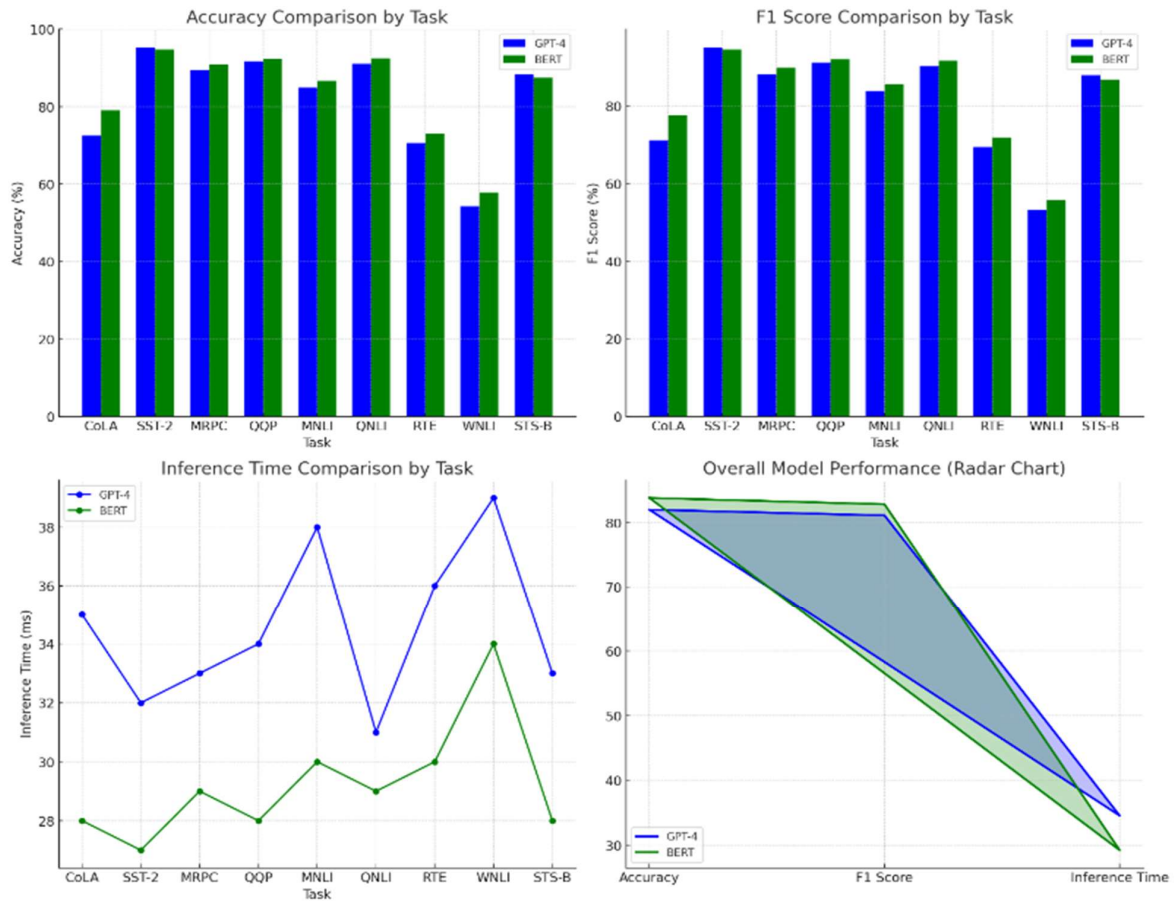 Accuracy Comparison by Task
100
80
60
40
20
0
Accuracy (%)
GPT-4
BERT
CoLA SST-2 MRPC QQP MNLI QNLI RTE WNLI STS-B
Task
F1 Score Comparison by Task
80
60
40
20
0
F1 Score (%)
GPT-4
BERT
CoLA SST-2 MRPC QQP MNLI QNLI RTE WNLI STS-B
Task
Inference Time Comparison by Task
GPT-4
BERT
38
36
34
32
30
28
Inference Time (ms)
CoLA SST-2 MRPC QQP MNLI QNLI RTE WNLI STS-B
Task
Overall Model Performance (Radar Chart)
80
70
60
50
40
30
GPT-4
BERT
Accuracy F1 Score Inference Time